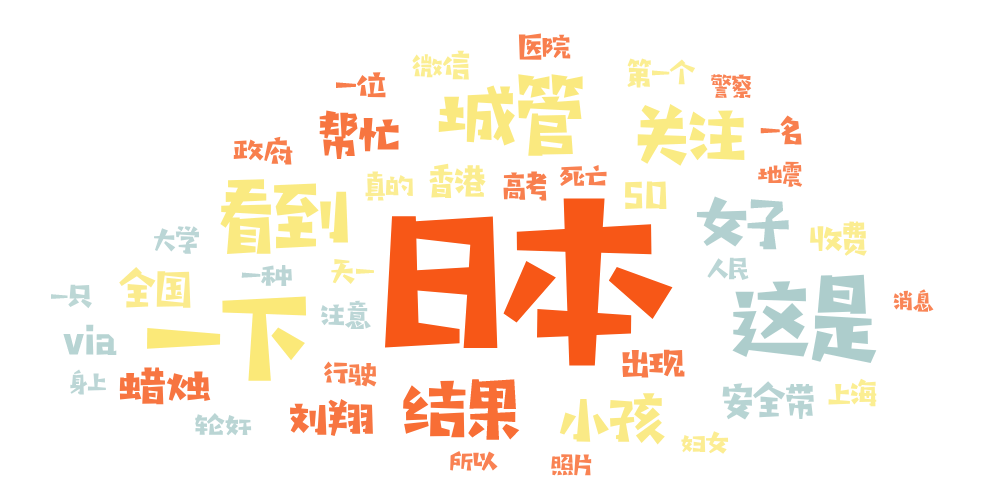 医院
微信
第一个
一位
警察
城管
帮忙
关注
一名
政府
地震
真的
香港
高考
死亡
50
看到
女子
大学
收费
日本
人民
一种
天一
全国
一只
消息
注意
这是
via
一下
出现
行驶
身上
蜡烛
安全带
上海
结果
刘翔
小孩
轮奸
妇女
所以
照片